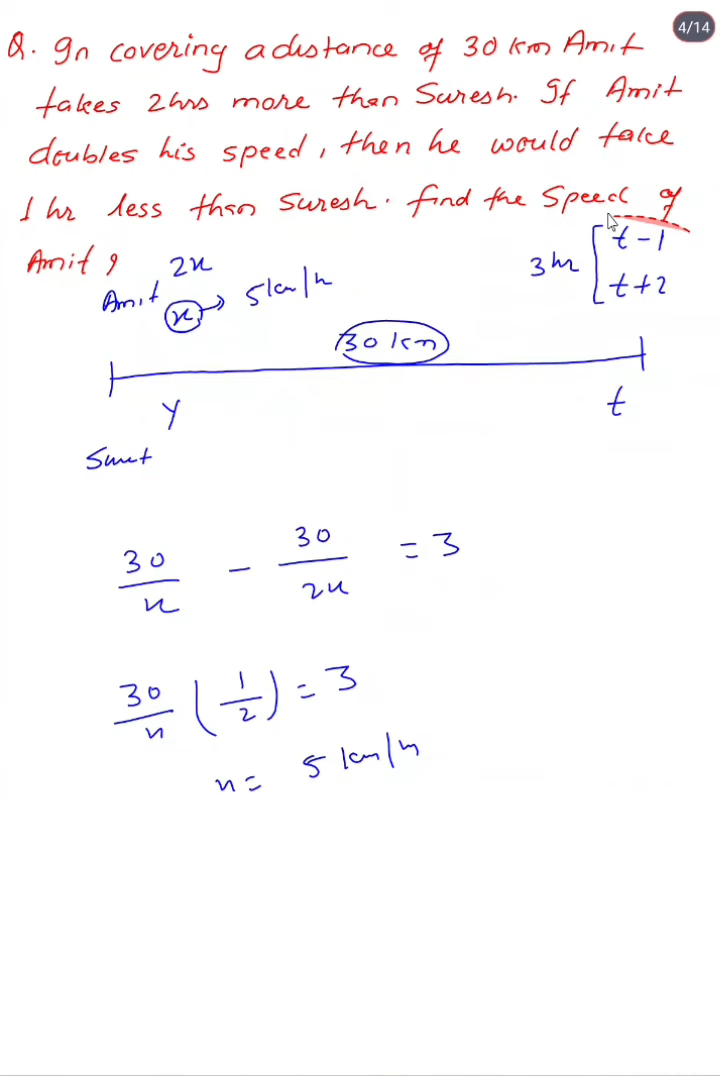 4/14
Q. In covering a distance of 30 km Amit
takes 2hrs more than Suresh. If Amit
doubles his speed, then he would take
1 hr less than Suresh. find the Speed of
Amit ?
2x
Amit x → 5km/h
3hr [ t-1
t+2
30 km
y t
30/x - 30/2x = 3
30/x (1/2) = 3
x = 5 km/h